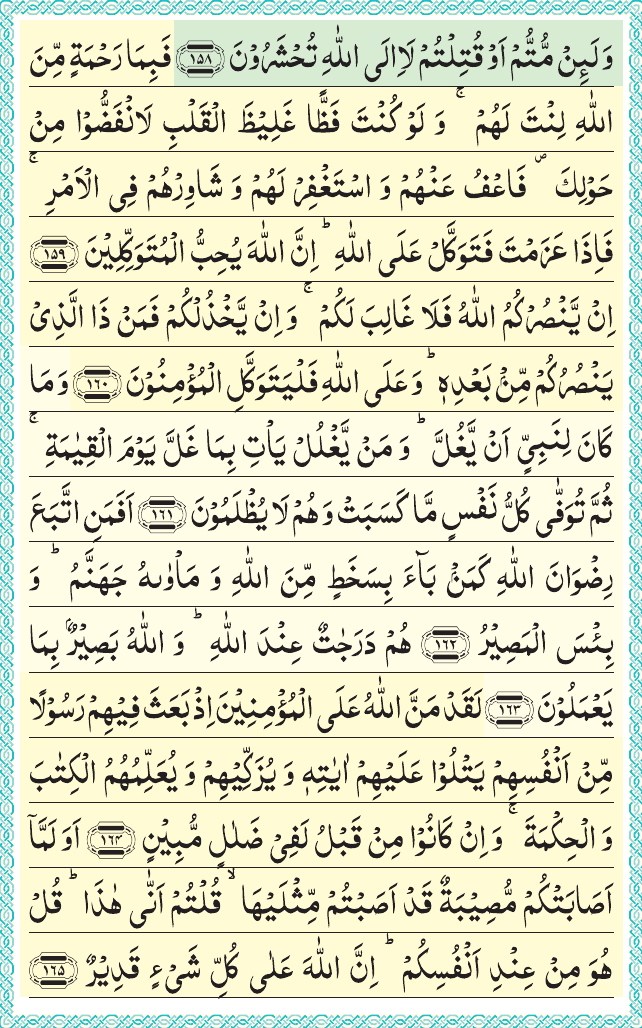 وَلَئِنۡ مُّتُّمۡ اَوۡ قُتِلۡتُمۡ لَاِالَى اللّٰهِ تُحۡشَرُوۡنَ ﴿۱۵۸﴾ فَبِمَا رَحۡمَةٍ مِّنَ
اللّٰهِ لِنۡتَ لَهُمۡ ۚ وَ لَوۡ كُنۡتَ فَظًّا غَلِيۡظَ الۡقَلۡبِ لَانۡفَضُّوۡا مِنۡ
حَوۡلِكَ ۪ فَاعۡفُ عَنۡهُمۡ وَ اسۡتَغۡفِرۡ لَهُمۡ وَ شَاوِرۡهُمۡ فِى الۡاَمۡرِ ۚ
فَاِذَا عَزَمۡتَ فَتَوَكَّلۡ عَلَى اللّٰهِ ؕ اِنَّ اللّٰهَ يُحِبُّ الۡمُتَوَكِّلِيۡنَ ﴿۱۵۹﴾
اِنۡ يَّنۡصُرۡكُمُ اللّٰهُ فَلَا غَالِبَ لَكُمۡ ۚ وَ اِنۡ يَّخۡذُلۡكُمۡ فَمَنۡ ذَا الَّذِىۡ
يَنۡصُرُكُمۡ مِّنۡۢ بَعۡدِهٖ ؕ وَ عَلَى اللّٰهِ فَلۡيَتَوَكَّلِ الۡمُؤۡمِنُوۡنَ ﴿۱۶۰﴾ وَ مَا
كَانَ لِنَبِىٍّ اَنۡ يَّغُلَّ ؕ وَ مَنۡ يَّغۡلُلۡ يَاۡتِ بِمَا غَلَّ يَوۡمَ الۡقِيٰمَةِ ۚ
ثُمَّ تُوَفّٰى كُلُّ نَفۡسٍ مَّا كَسَبَتۡ وَ هُمۡ لَا يُظۡلَمُوۡنَ ﴿۱۶۱﴾ اَفَمَنِ اتَّبَعَ
رِضۡوَانَ اللّٰهِ كَمَنۡۢ بَآءَ بِسَخَطٍ مِّنَ اللّٰهِ وَ مَاۡوٰٮهُ جَهَنَّمُ ؕ وَ
بِئۡسَ الۡمَصِيۡرُ ﴿۱۶۲﴾ هُمۡ دَرَجٰتٌ عِنۡدَ اللّٰهِ ؕ وَ اللّٰهُ بَصِيۡرٌۢ بِمَا
يَعۡمَلُوۡنَ ﴿۱۶۳﴾ لَقَدۡ مَنَّ اللّٰهُ عَلَى الۡمُؤۡمِنِيۡنَ اِذۡ بَعَثَ فِيۡهِمۡ رَسُوۡلًا
مِّنۡ اَنۡفُسِهِمۡ يَتۡلُوۡا عَلَيۡهِمۡ اٰيٰتِهٖ وَ يُزَكِّيۡهِمۡ وَ يُعَلِّمُهُمُ الۡكِتٰبَ
وَ الۡحِكۡمَةَ ۚ وَ اِنۡ كَانُوۡا مِنۡ قَبۡلُ لَفِىۡ ضَلٰلٍ مُّبِيۡنٍ ﴿۱۶۴﴾ اَوَ لَمَّاۤ
اَصَابَتۡكُمۡ مُّصِيۡبَةٌ قَدۡ اَصَبۡتُمۡ مِّثۡلَيۡهَا ۙ قُلۡتُمۡ اَنّٰى هٰذَا ؕ قُلۡ
هُوَ مِنۡ عِنۡدِ اَنۡفُسِكُمۡ ؕ اِنَّ اللّٰهَ عَلٰى كُلِّ شَىۡءٍ قَدِيۡرٌ ﴿۱۶۵﴾